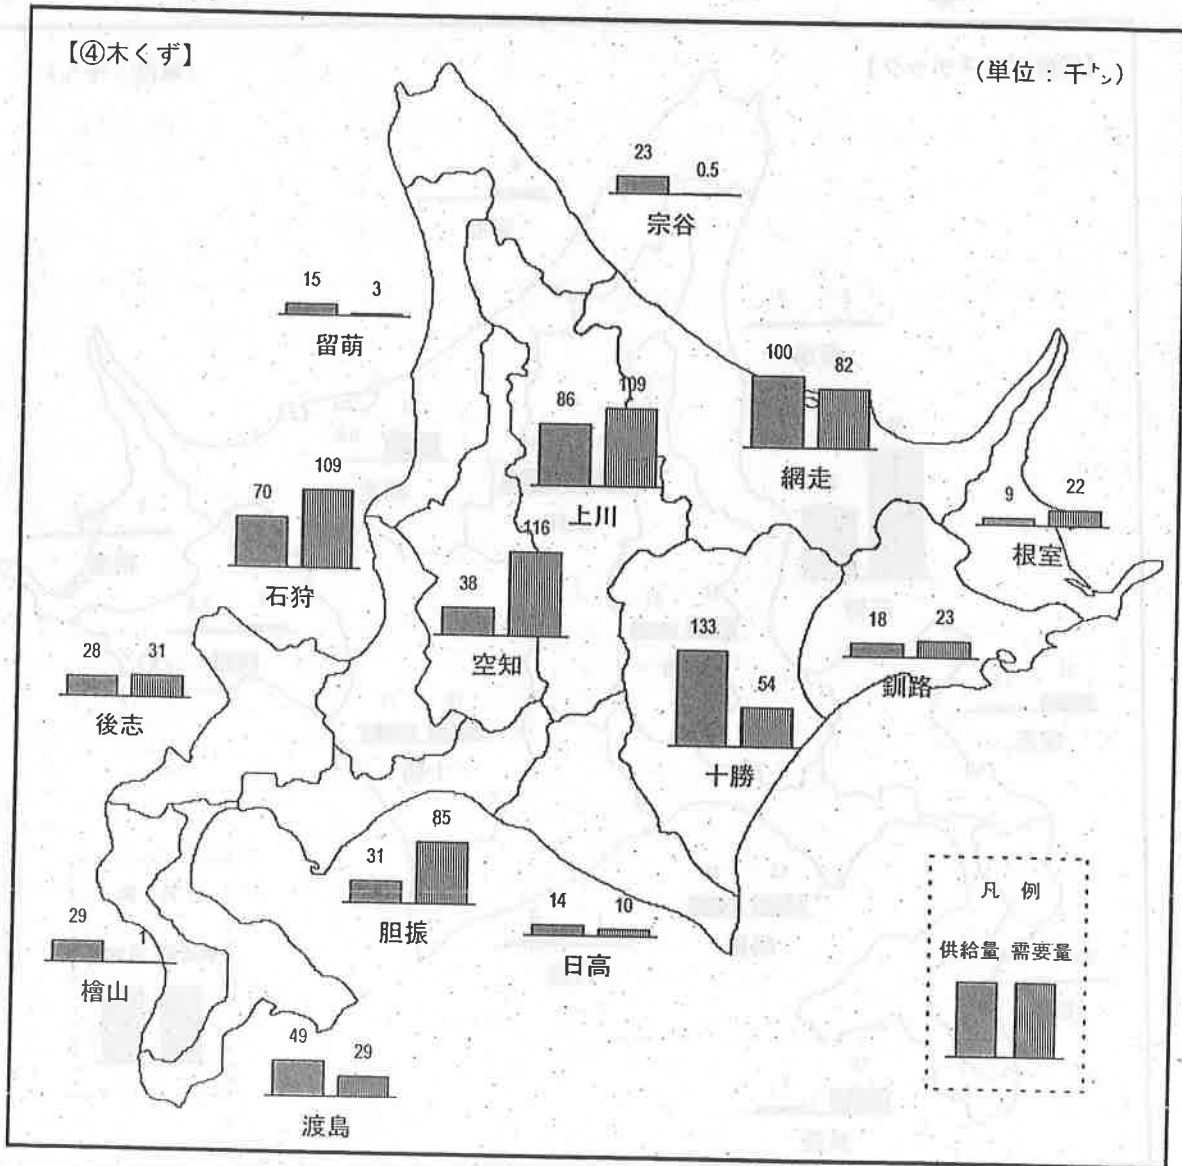 【④木くず】
(単位：千㌧)
23 0.5
宗谷
15 3
留萌
100 82
網走
86 109
上川
70 109
石狩
9 22
根室
38 116
空知
18 23
釧路
133 54
十勝
28 31
後志
31 85
胆振
14 10
日高
29 1
檜山
49 29
渡島
凡 例
供給量 需要量